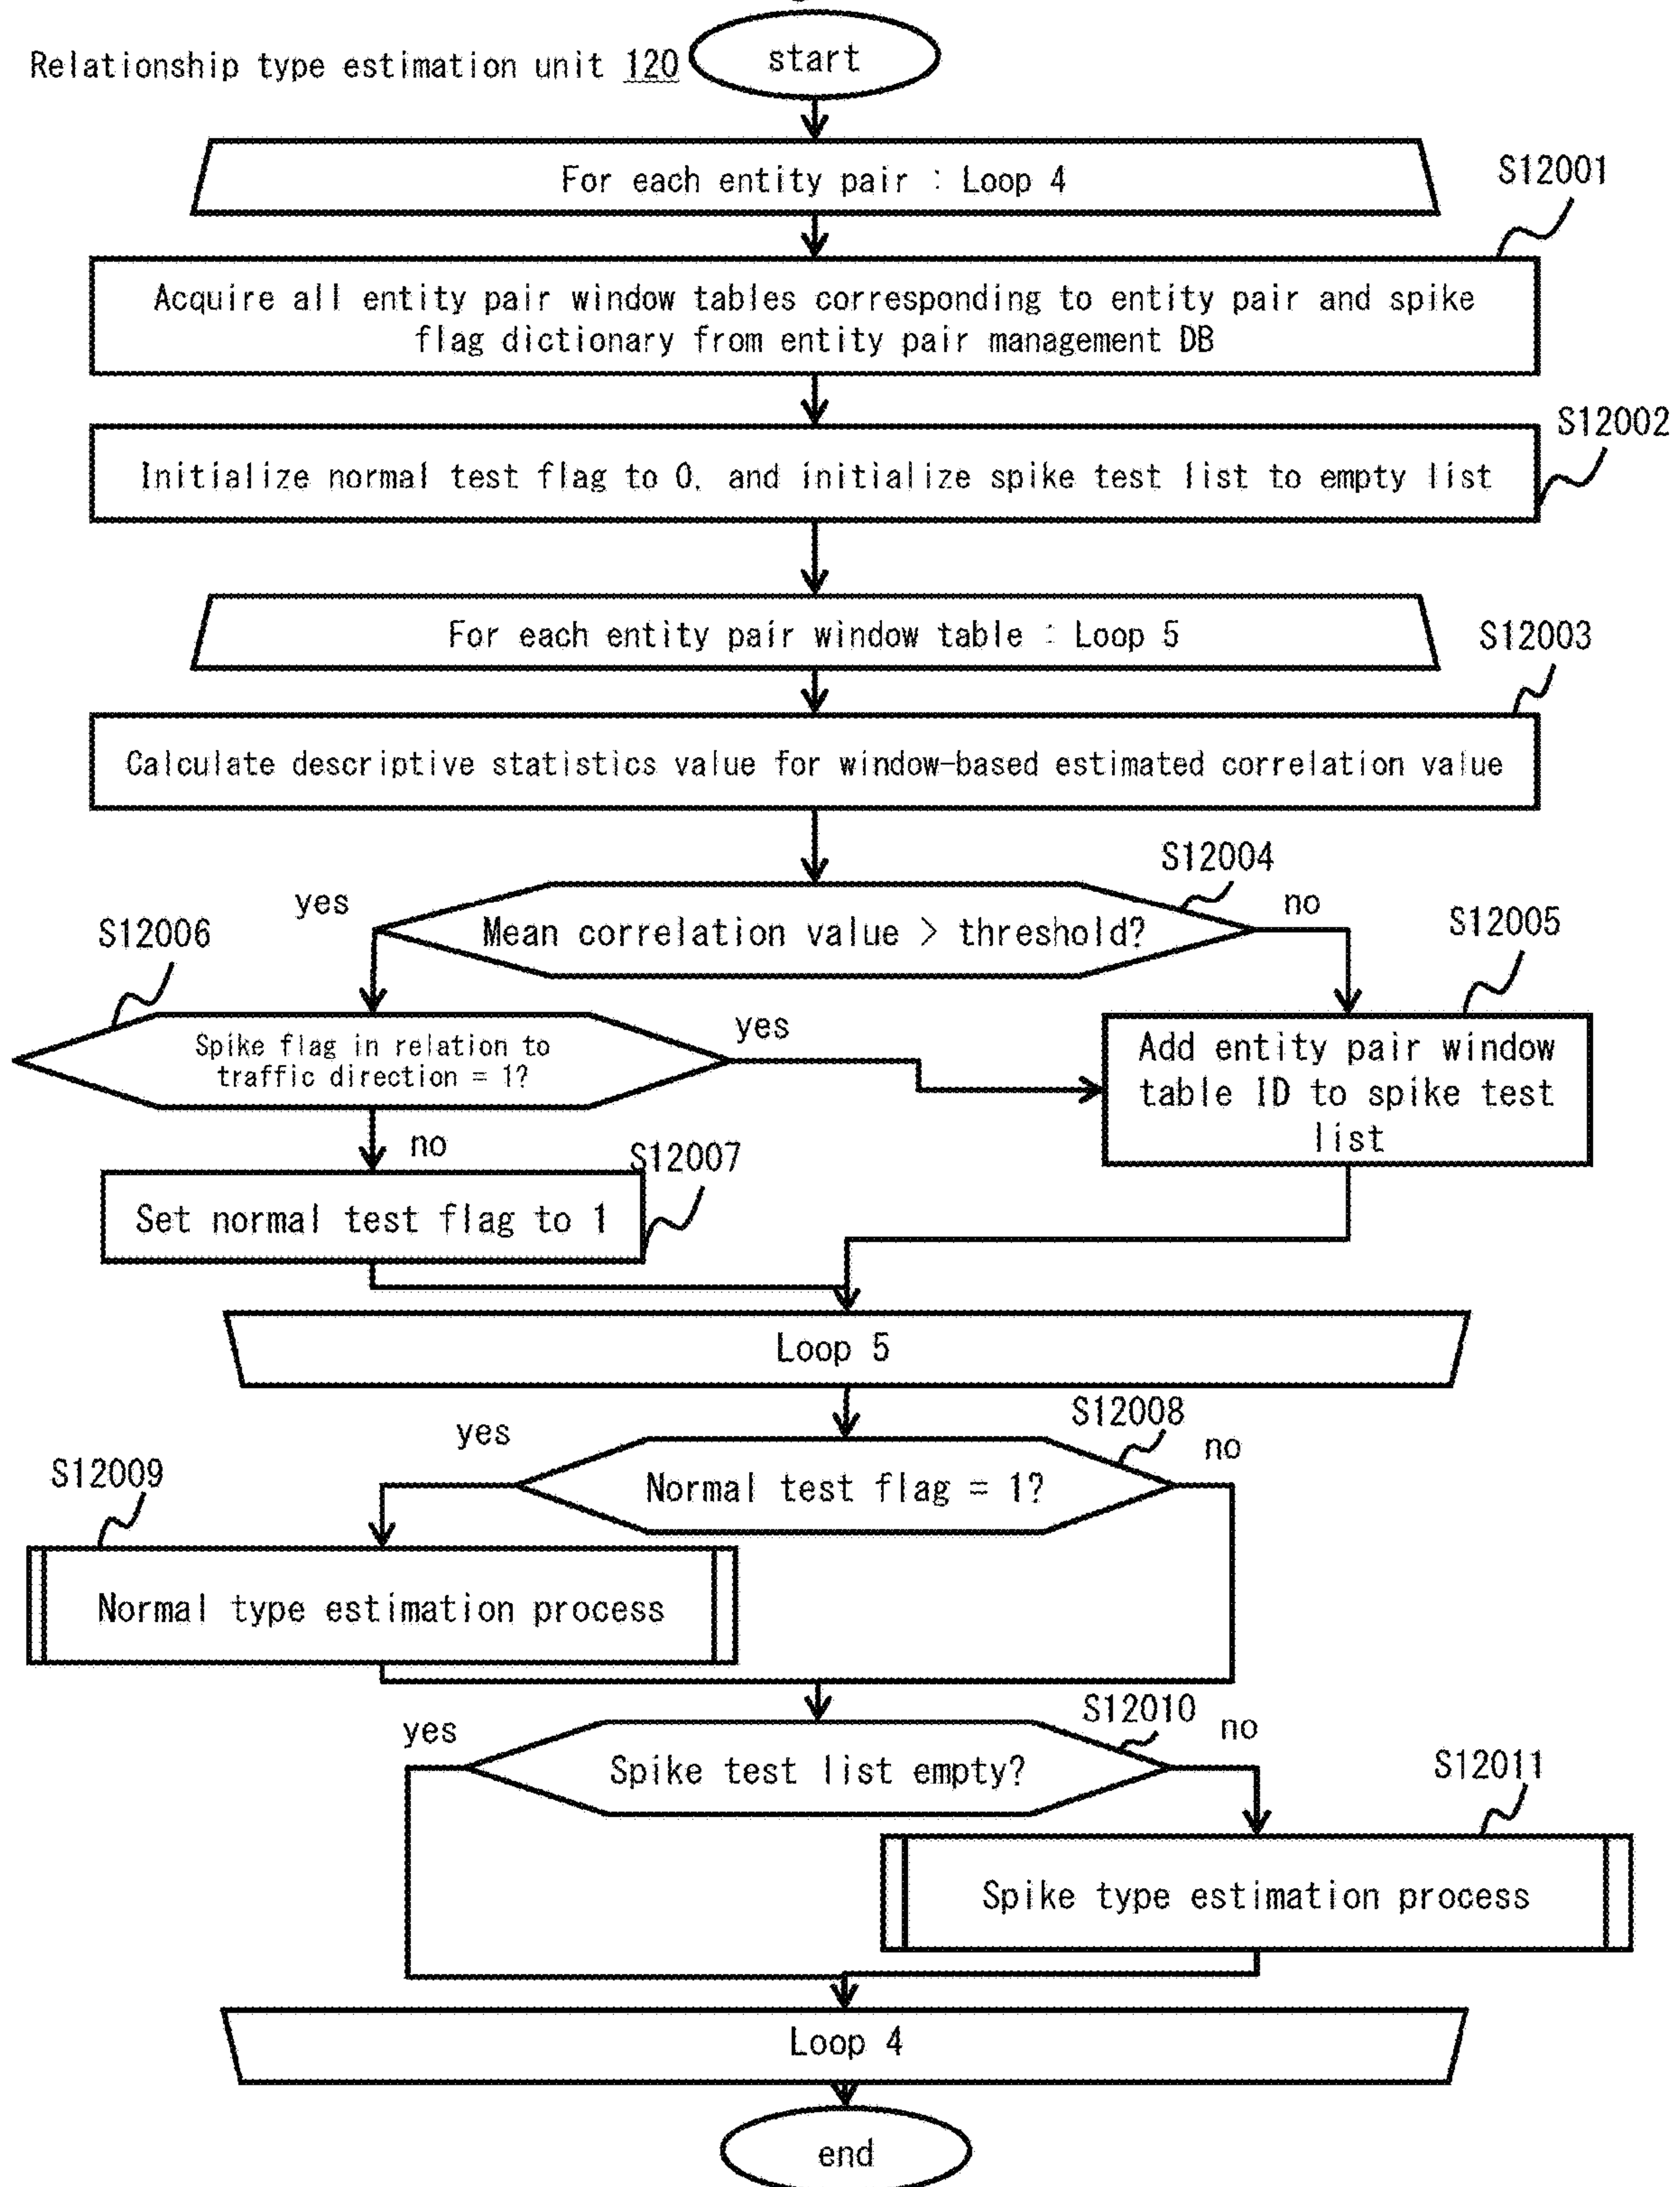 Relationship type estimation unit 120
start
For each entity pair : Loop 4
S12001
Acquire all entity pair window tables corresponding to entity pair and spike
flag dictionary from entity pair management DB
S12002
Initialize normal test flag to 0, and initialize spike test list to empty list
For each entity pair window table : Loop 5
S12003
Calculate descriptive statistics value for window-based estimated correlation value
S12004
yes
Mean correlation value > threshold?
no
S12006
S12005
Spike flag in relation to
traffic direction = 1?
yes
Add entity pair window
table ID to spike test
list
no
S12007
Set normal test flag to 1
Loop 5
S12008
yes
Normal test flag = 1?
no
S12009
Normal type estimation process
S12010
yes
Spike test list empty?
no
S12011
Spike type estimation process
Loop 4
end